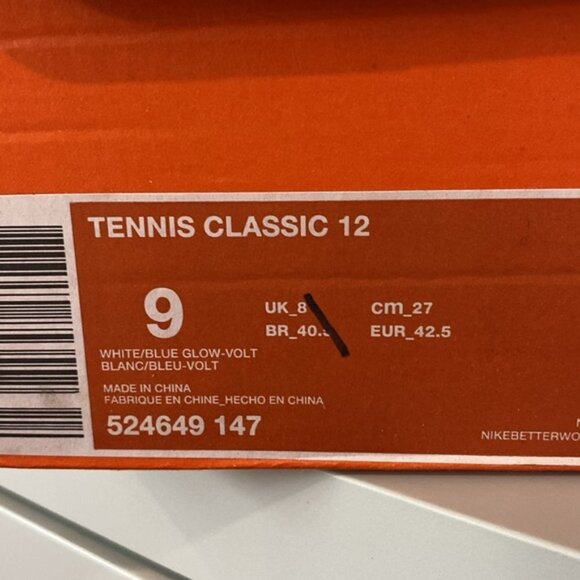 TENNIS CLASSIC 12
9
UK_8 cm_27
BR_40.5 EUR_42.5
WHITE/BLUE GLOW-VOLT
BLANC/BLEU-VOLT
MADE IN CHINA
FABRIQUE EN CHINE_HECHO EN CHINA
524649 147